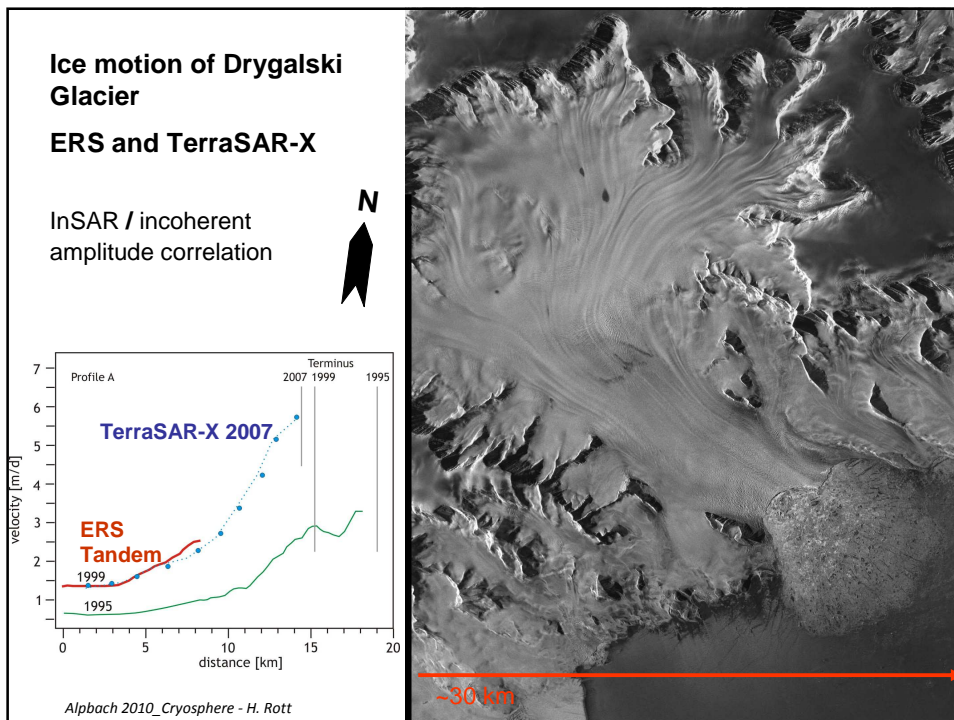 Ice motion of Drygalski
Glacier
ERS and TerraSAR-X
InSAR / incoherent
amplitude correlation
N
Terminus
Profile A
2007 1999 1995
7
6
5
4
3
2
1
velocity [m/d]
TerraSAR-X 2007
ERS
Tandem
1999
1995
0 5 10 15 20
distance [km]
~30 km
Alpbach 2010_Cryosphere - H. Rott